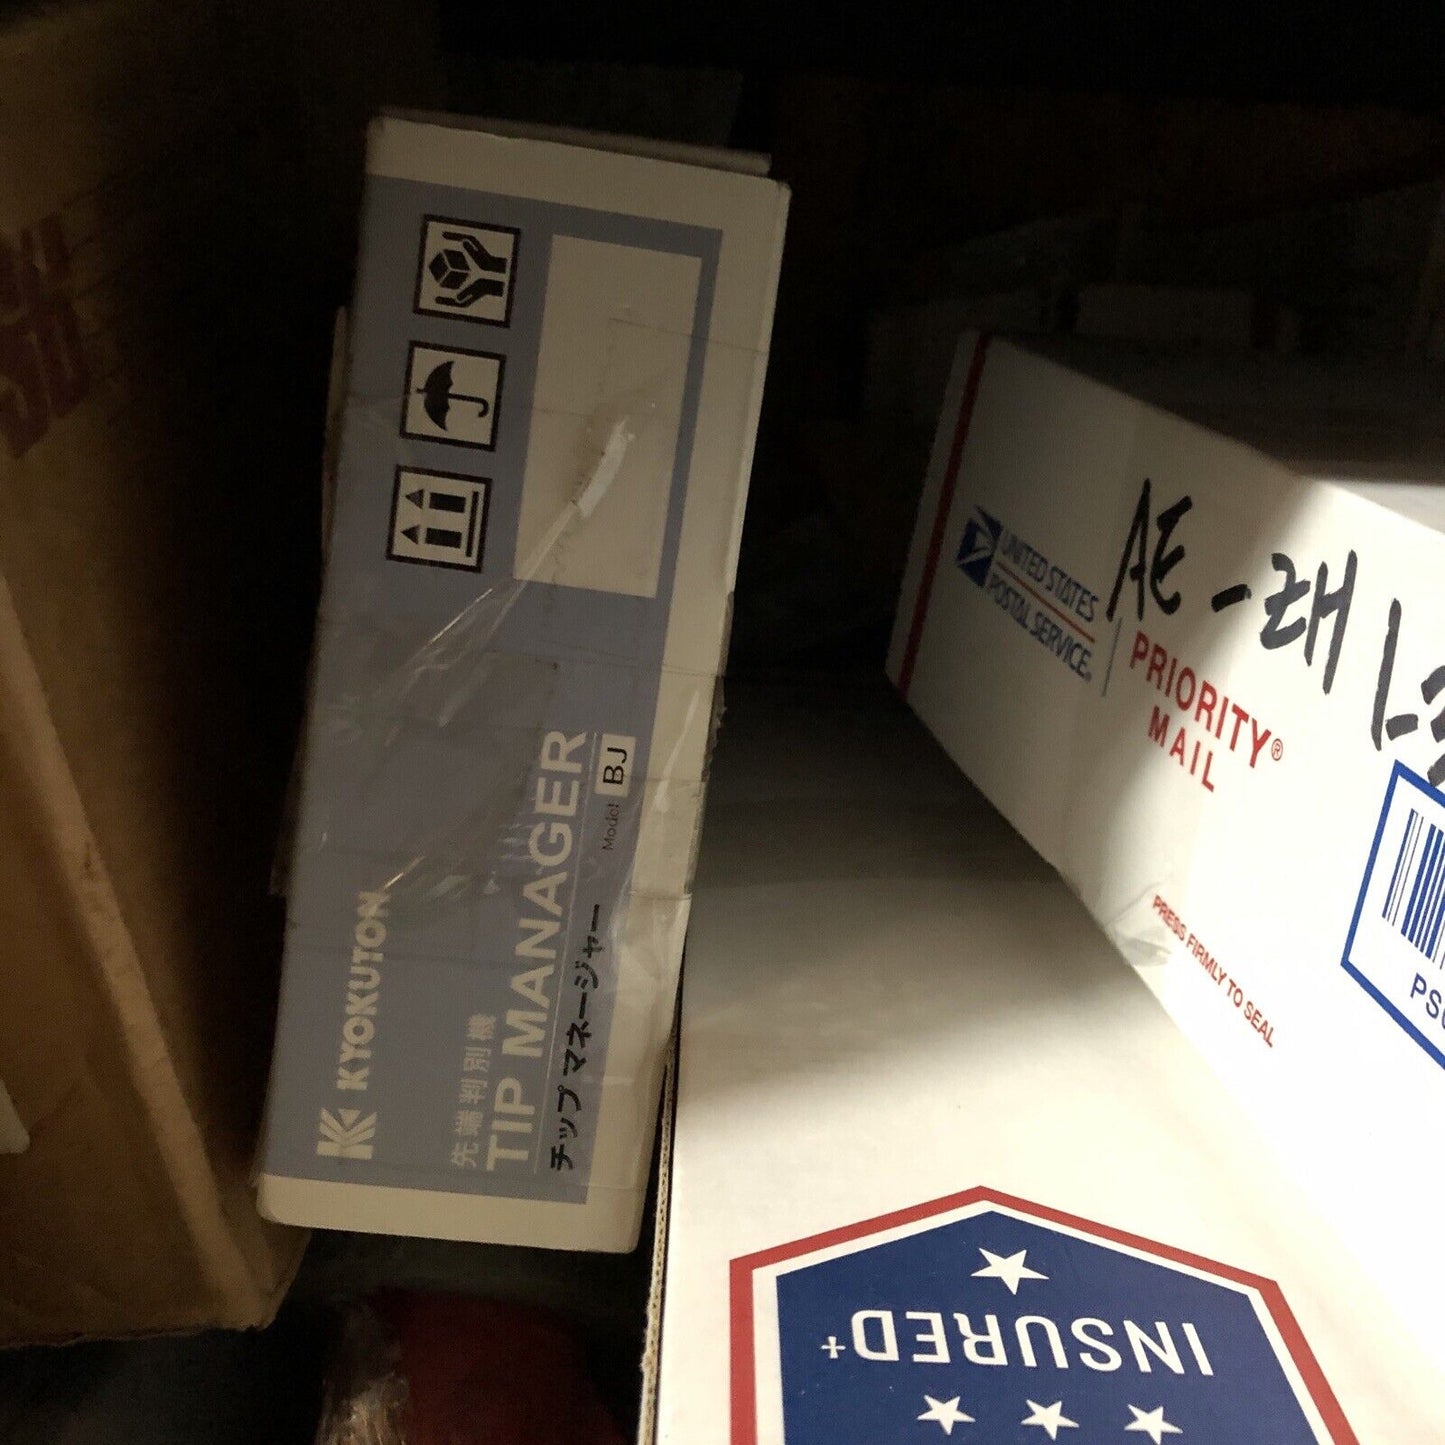 KYOKUTON
先端判別機
TIP MANAGER
チップ マネージャー
Model BJ
UNITED STATES
POSTAL SERVICE®
PRIORITY®
MAIL
PRESS FIRMLY TO SEAL
INSURED+